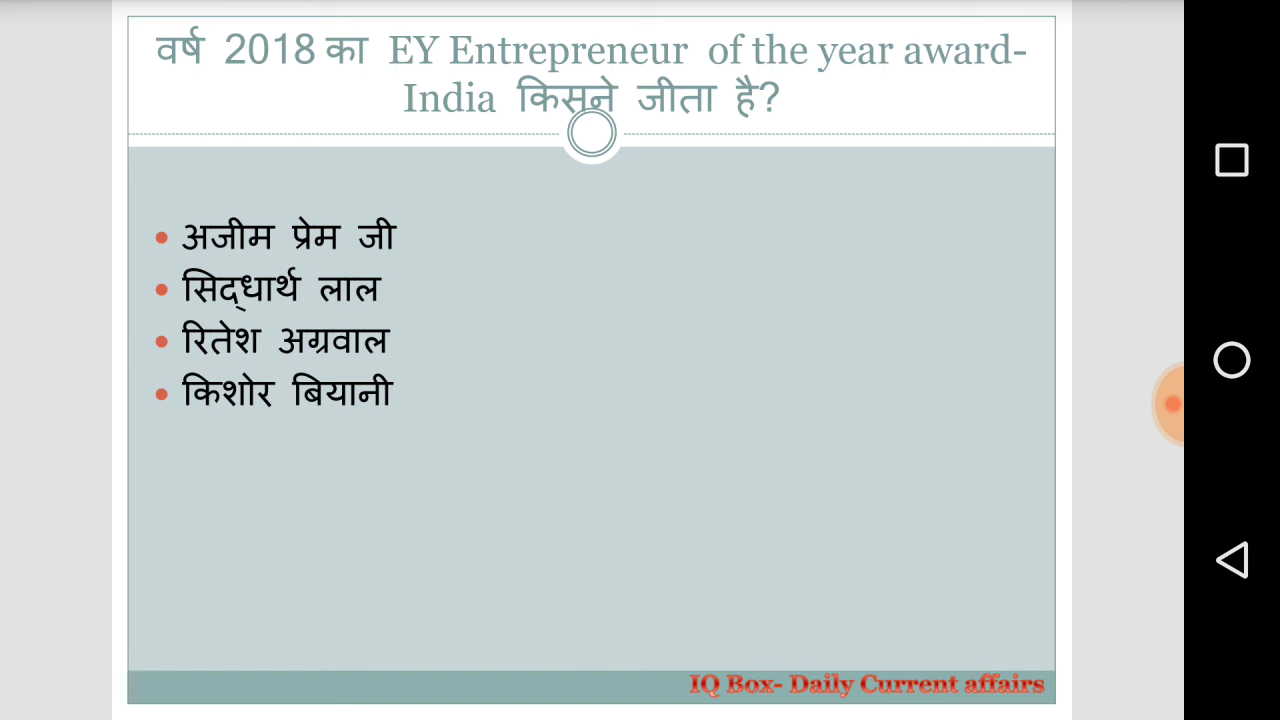 वर्ष 2018 का EY Entrepreneur of the year award-
India किसने जीता है?
अजीम प्रेम जी
सिद्धार्थ लाल
रितेश अग्रवाल
किशोर बियानी
IQ Box- Daily Current affairs